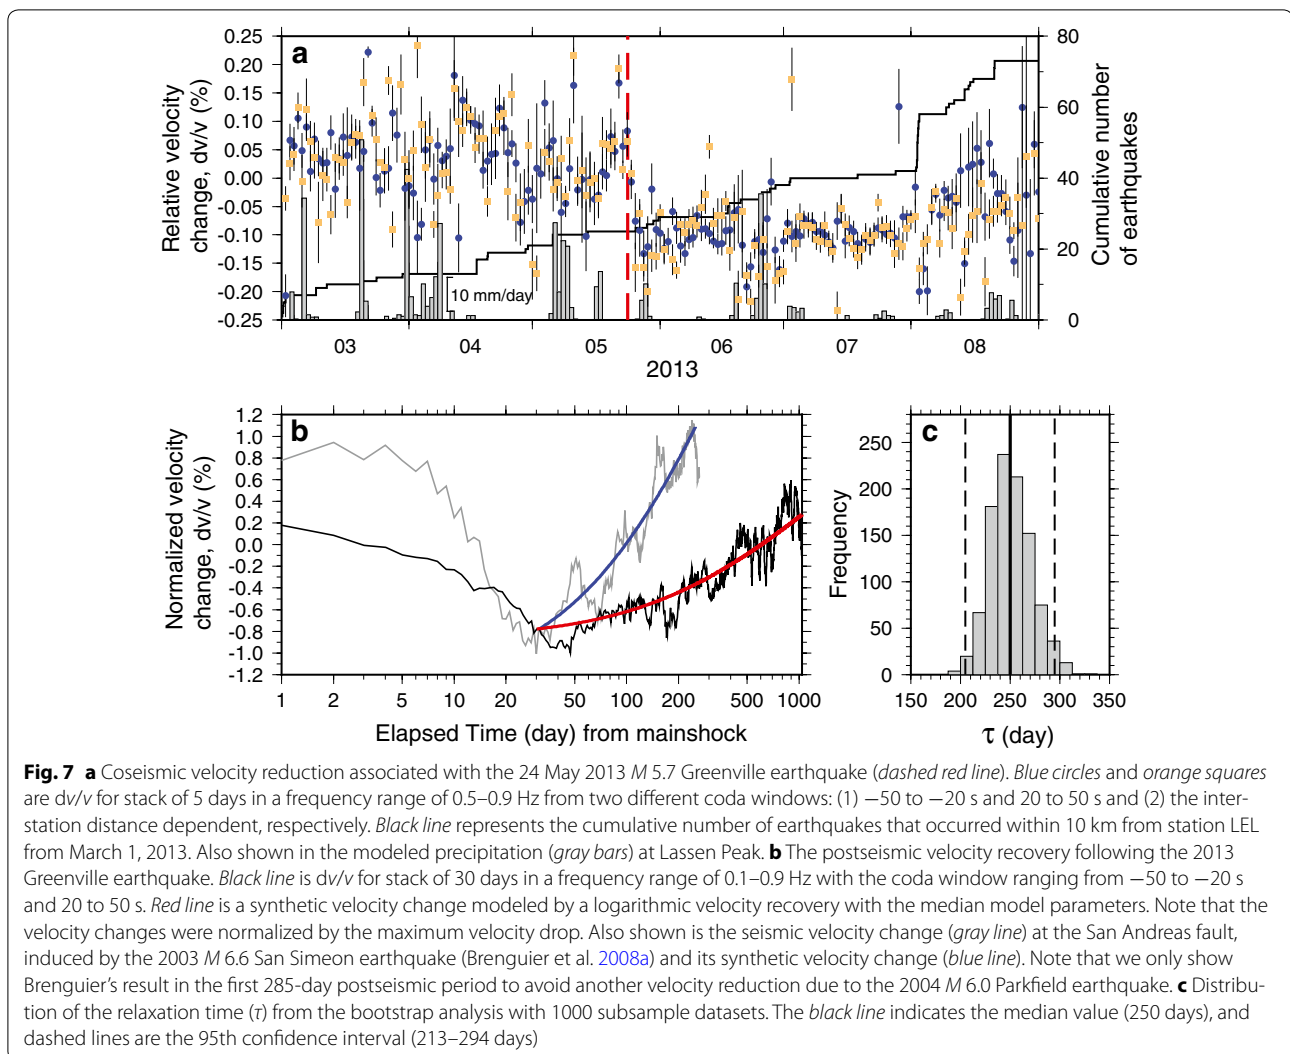 a
0.25
0.20
0.15
0.10
0.05
0.00
-0.05
-0.10
-0.15
-0.20
-0.25
Relative velocity
change, dv/v (%)
80
60
40
20
0
Cumulative number
of earthquakes
10 mm/day
03 04 05 06 07 08
2013
b
1.2
1.0
0.8
0.6
0.4
0.2
0.0
-0.2
-0.4
-0.6
-0.8
-1.0
-1.2
Normalized velocity
change, dv/v (%)
1 2 5 10 20 50 100 200 500 1000
Elapsed Time (day) from mainshock
c
250
200
150
100
50
0
Frequency
150 200 250 300 350
τ (day)
Fig. 7 a Coseismic velocity reduction associated with the 24 May 2013 M 5.7 Greenville earthquake (dashed red line). Blue circles and orange squares
are dv/v for stack of 5 days in a frequency range of 0.5–0.9 Hz from two different coda windows: (1) −50 to −20 s and 20 to 50 s and (2) the inter-
station distance dependent, respectively. Black line represents the cumulative number of earthquakes that occurred within 10 km from station LEL
from March 1, 2013. Also shown in the modeled precipitation (gray bars) at Lassen Peak. b The postseismic velocity recovery following the 2013
Greenville earthquake. Black line is dv/v for stack of 30 days in a frequency range of 0.1–0.9 Hz with the coda window ranging from −50 to −20 s
and 20 to 50 s. Red line is a synthetic velocity change modeled by a logarithmic velocity recovery with the median model parameters. Note that the
velocity changes were normalized by the maximum velocity drop. Also shown is the seismic velocity change (gray line) at the San Andreas fault,
induced by the 2003 M 6.6 San Simeon earthquake (Brenguier et al. 2008a) and its synthetic velocity change (blue line). Note that we only show
Brenguier's result in the first 285-day postseismic period to avoid another velocity reduction due to the 2004 M 6.0 Parkfield earthquake. c Distribu-
tion of the relaxation time (τ) from the bootstrap analysis with 1000 subsample datasets. The black line indicates the median value (250 days), and
dashed lines are the 95th confidence interval (213–294 days)